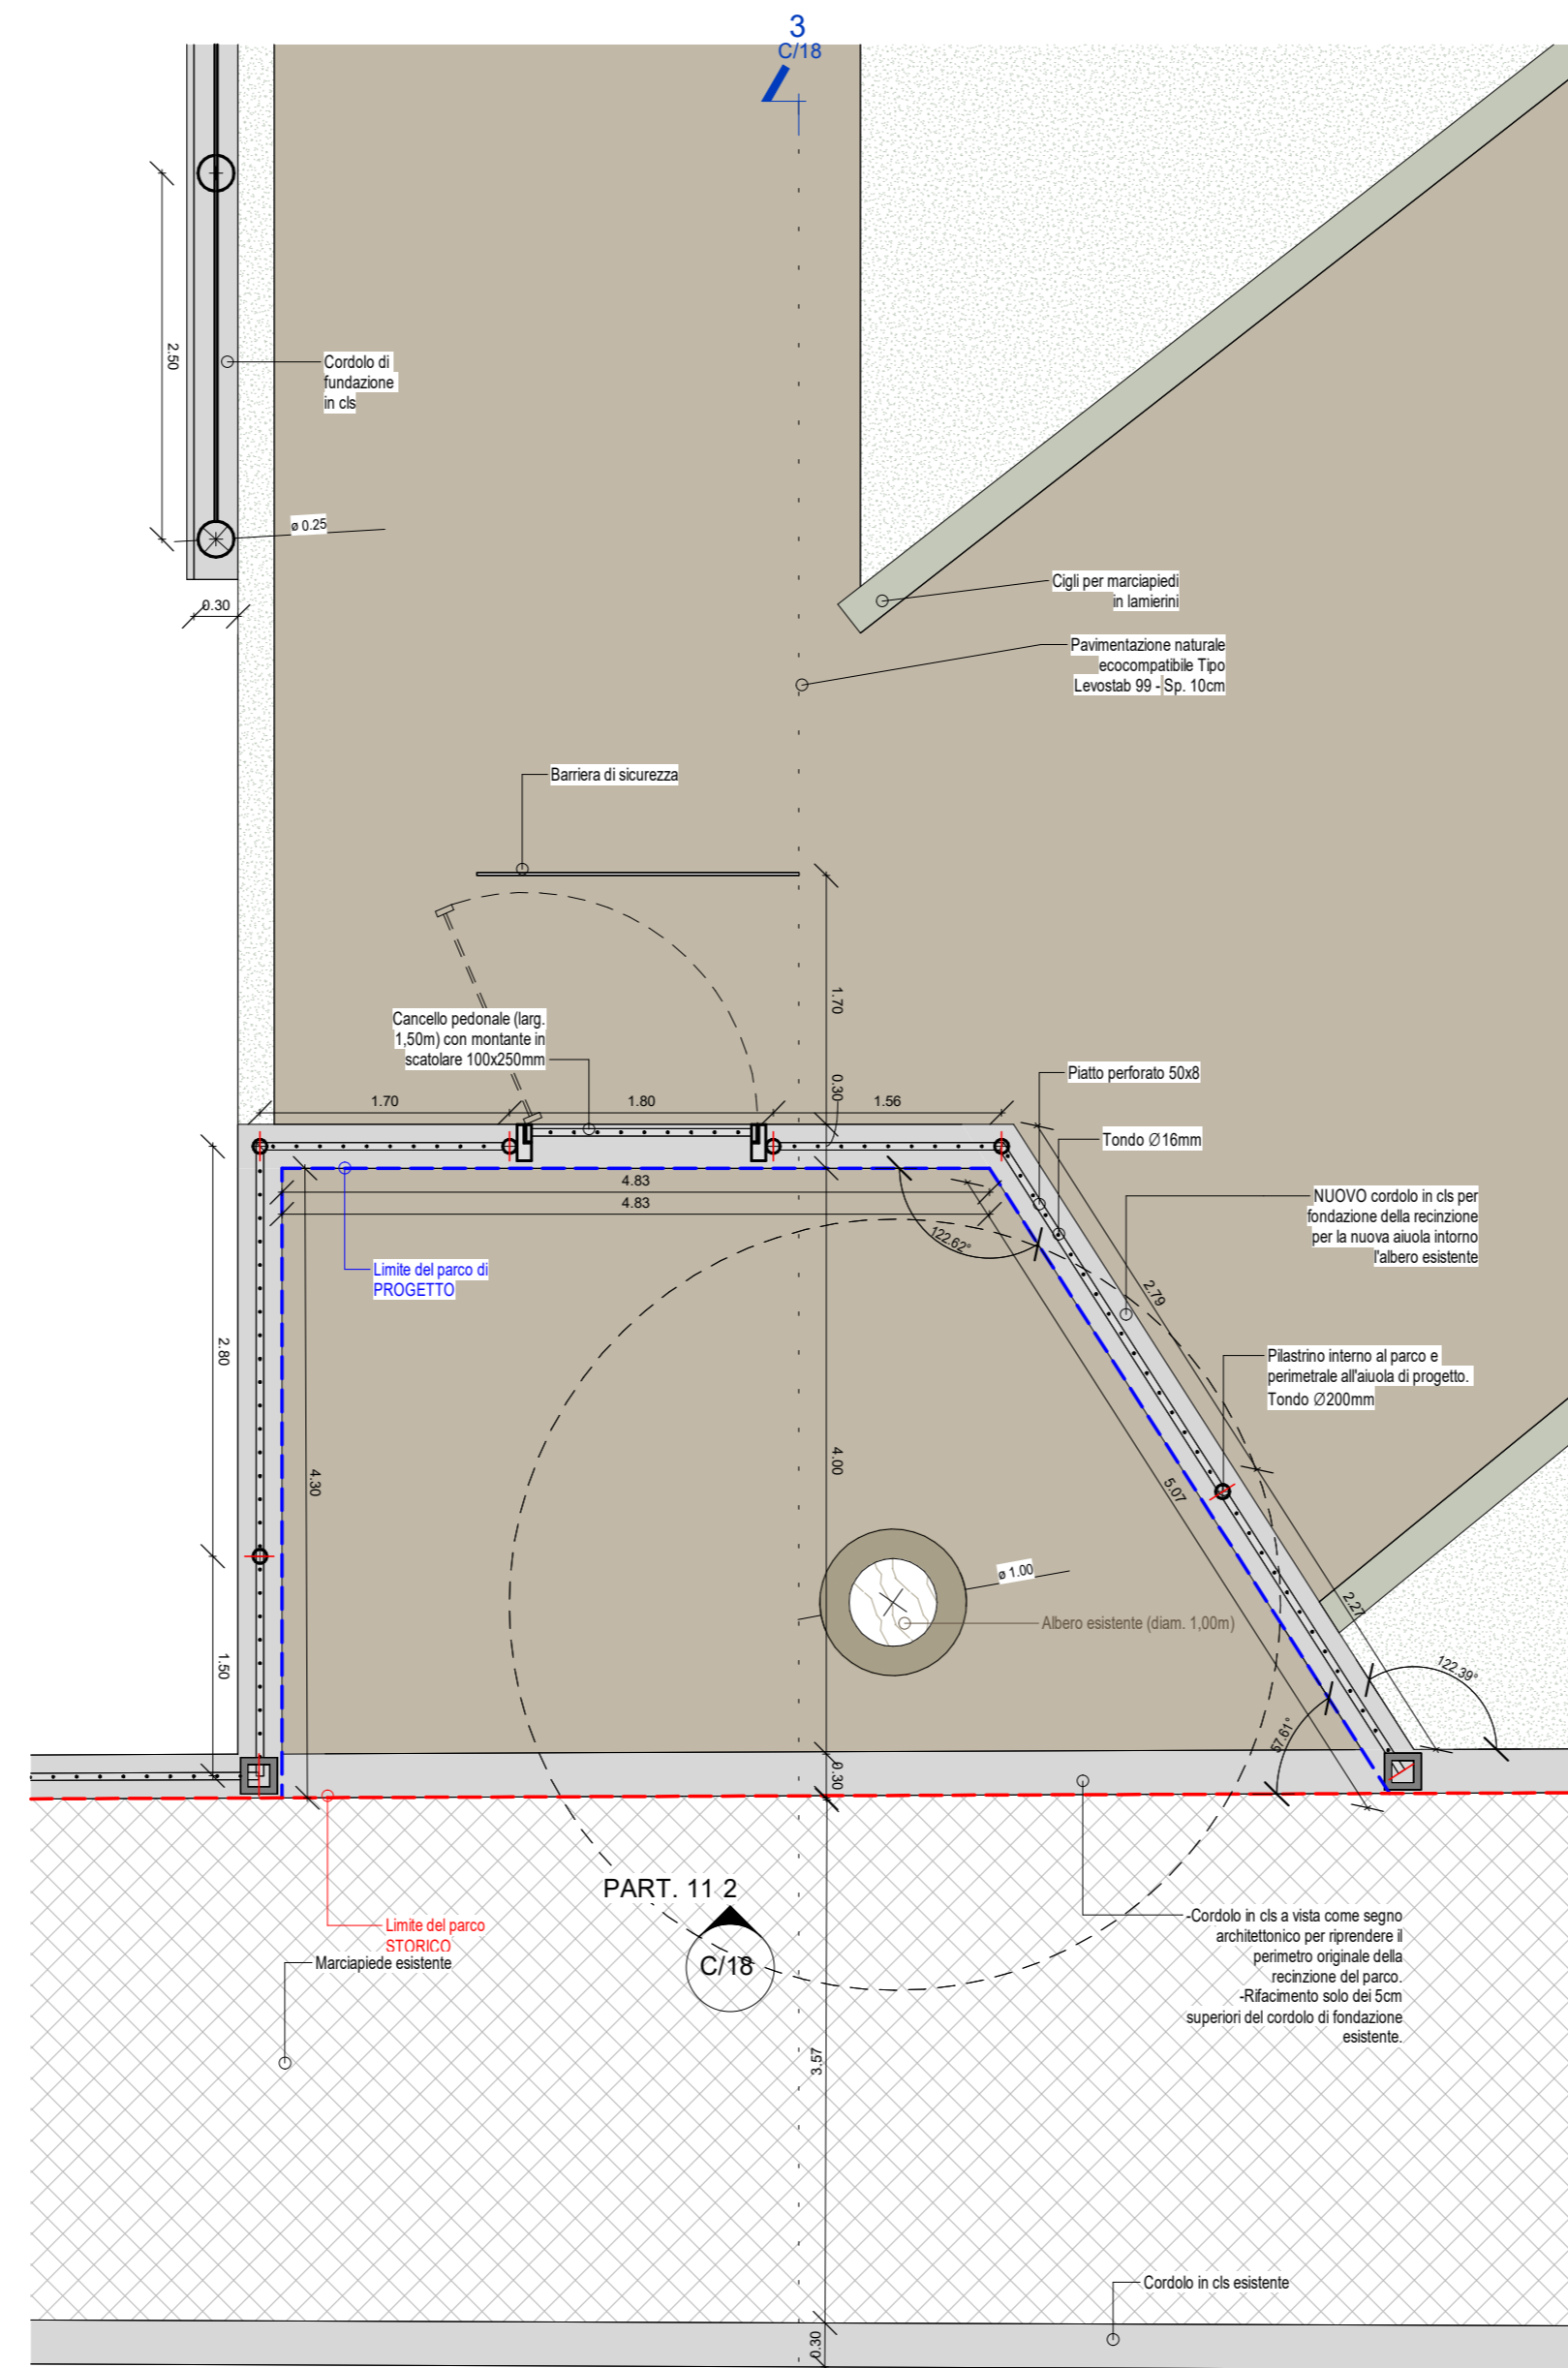 3
C/18
2.50
Cordolo di
fundazione
in cls
ø 0.25
0.30
Cigli per marciapiedi
in lamierini
Pavimentazione naturale
ecocompatibile Tipo
Levostab 99 - Sp. 10cm
Barriera di sicurezza
1.70
Cancello pedonale (larg.
1,50m) con montante in
scatolare 100x250mm
0.30
Piatto perforato 50x8
1.70
1.80
1.56
Tondo ∅16mm
4.83
4.83
NUOVO cordolo in cls per
fondazione della recinzione
per la nuova aiuola intorno
l'albero esistente
122.62°
Limite del parco di
PROGETTO
2.79
2.80
Pilastrino interno al parco e
perimetrale all'aiuola di progetto.
Tondo ∅200mm
4.30
4.00
5.07
ø 1.00
Albero esistente (diam. 1,00m)
2.27
1.50
122.39°
57.61°
0.30
PART. 11 2
C/18
Limite del parco
STORICO
Marciapiede esistente
-Cordolo in cls a vista come segno
architettonico per riprendere il
perimetro originale della
recinzione del parco.
-Rifacimento solo dei 5cm
superiori del cordolo di fondazione
esistente.
3.57
Cordolo in cls esistente
0.30